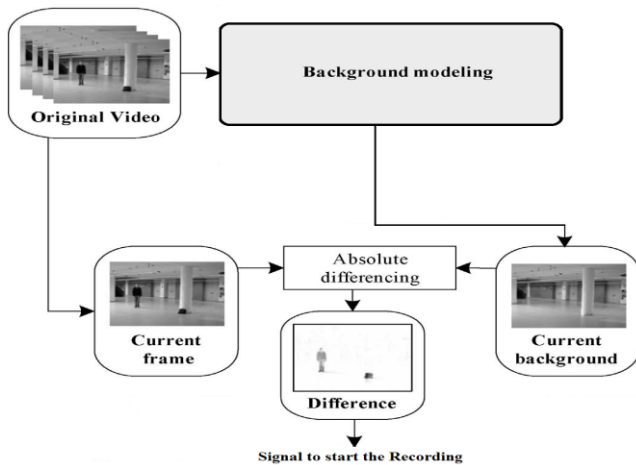 Background modeling
Original Video
Absolute
differencing
Current
frame
Current
background
Difference
Signal to start the Recording